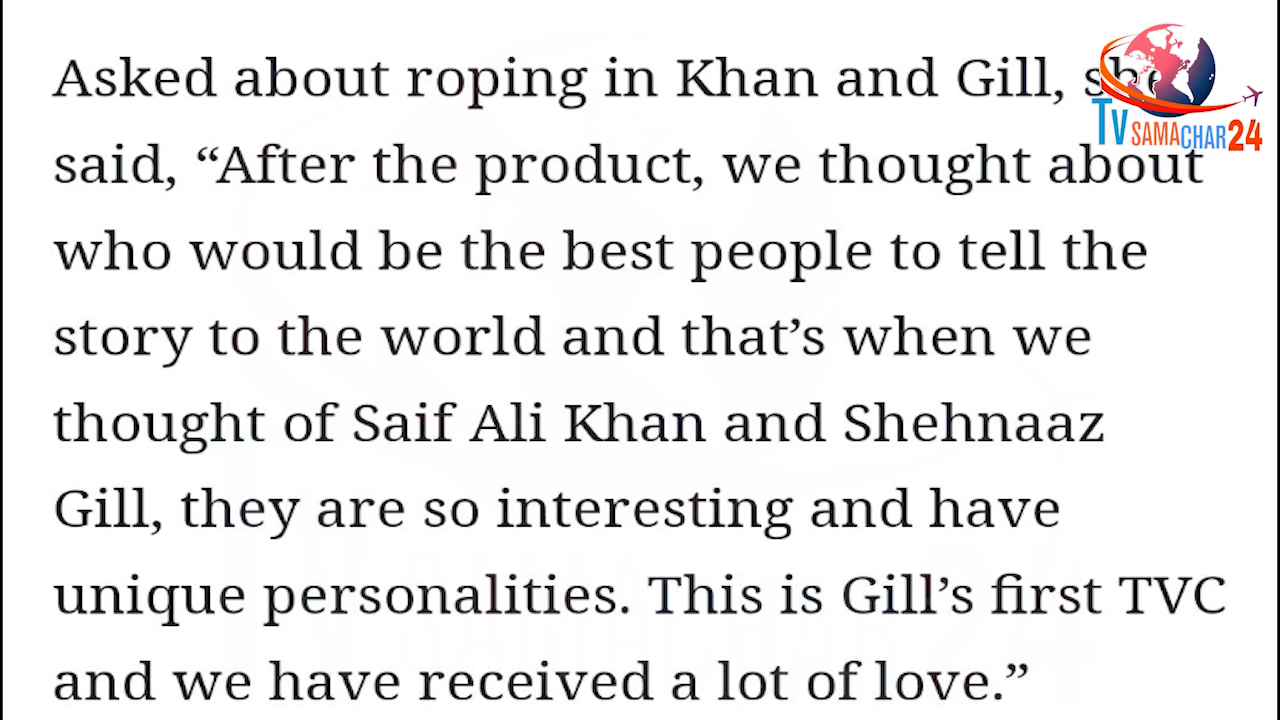 Asked about roping in Khan and Gill, she
said, “After the product, we thought about
who would be the best people to tell the
story to the world and that’s when we
thought of Saif Ali Khan and Shehnaaz
Gill, they are so interesting and have
unique personalities. This is Gill’s first TVC
and we have received a lot of love.”
TV SAMACHAR24